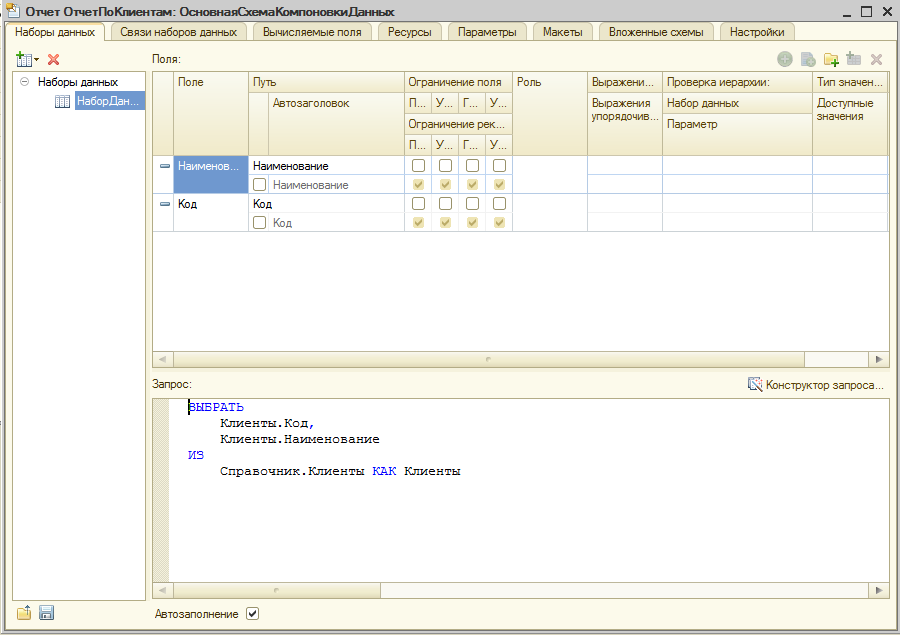 Отчет ОтчетПоКлиентам: ОсновнаяСхемаКомпоновкиДанных
Наборы данных Связи наборов данных Вычисляемые поля Ресурсы Параметры Макеты Вложенные схемы Настройки
Поля:
Наборы данных
НаборДан...
Поле Путь Ограничение поля Роль Выражени... Проверка иерархии: Тип значен...
Автозаголовок П... У... Г... У... Выражения упорядочив... Набор данных Доступные значения
Ограничение рек... Параметр
П... У... Г... У...
Наименов... Наименование
Наименование
Код Код
Код
Запрос:
Конструктор запроса...
ВЫБРАТЬ
Клиенты.Код,
Клиенты.Наименование
ИЗ
Справочник.Клиенты КАК Клиенты
Автозаполнение